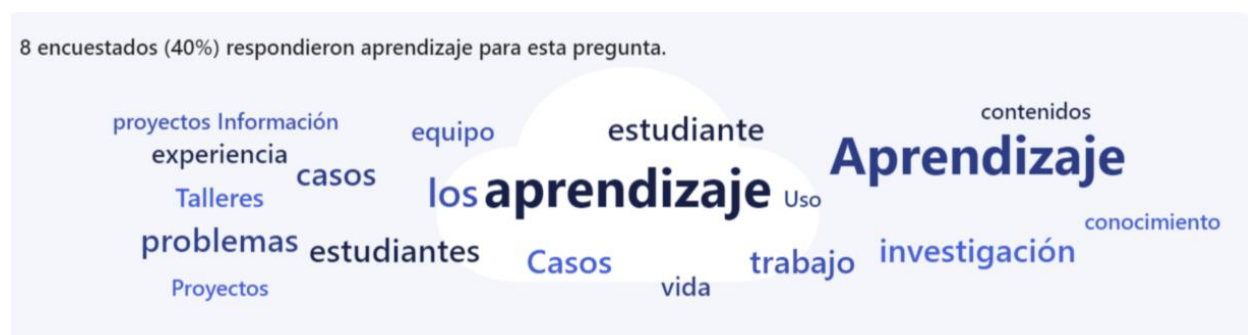 8 encuestados (40%) respondieron aprendizaje para esta pregunta.
contenidos
proyectos Información
equipo
estudiante
experiencia
Aprendizaje
casos
Talleres
los
aprendizaje
Uso
conocimiento
problemas
estudiantes
Casos
trabajo
investigación
Proyectos
vida